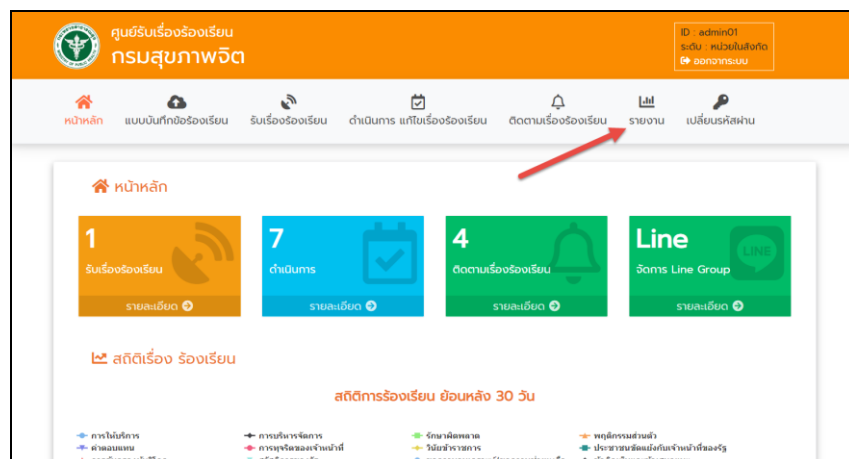 ศูนย์รับเรื่องร้องเรียน
กรมสุขภาพจิต
ID : admin01
ระดับ : หน่วยในสังกัด
ออกจากระบบ
หน้าหลัก แบบบันทึกข้อร้องเรียน รับเรื่องร้องเรียน ดำเนินการ แก้ไขเรื่องร้องเรียน ติดตามเรื่องร้องเรียน รายงาน เปลี่ยนรหัสผ่าน
หน้าหลัก
1 7 4 Line
LINE
รับเรื่องร้องเรียน ดำเนินการ ติดตามเรื่องร้องเรียน จัดการ Line Group
รายละเอียด รายละเอียด รายละเอียด รายละเอียด
สถิติเรื่อง ร้องเรียน
สถิติการร้องเรียน ย้อนหลัง 30 วัน
การให้บริการ การบริหารจัดการ รักษาผิดพลาด พฤติกรรมส่วนตัว
ค่าตอบแทน การทุจริตของเจ้าหน้าที่ วินัยข้าราชการ ประชาชนขัดแย้งกับเจ้าหน้าที่ของรัฐ